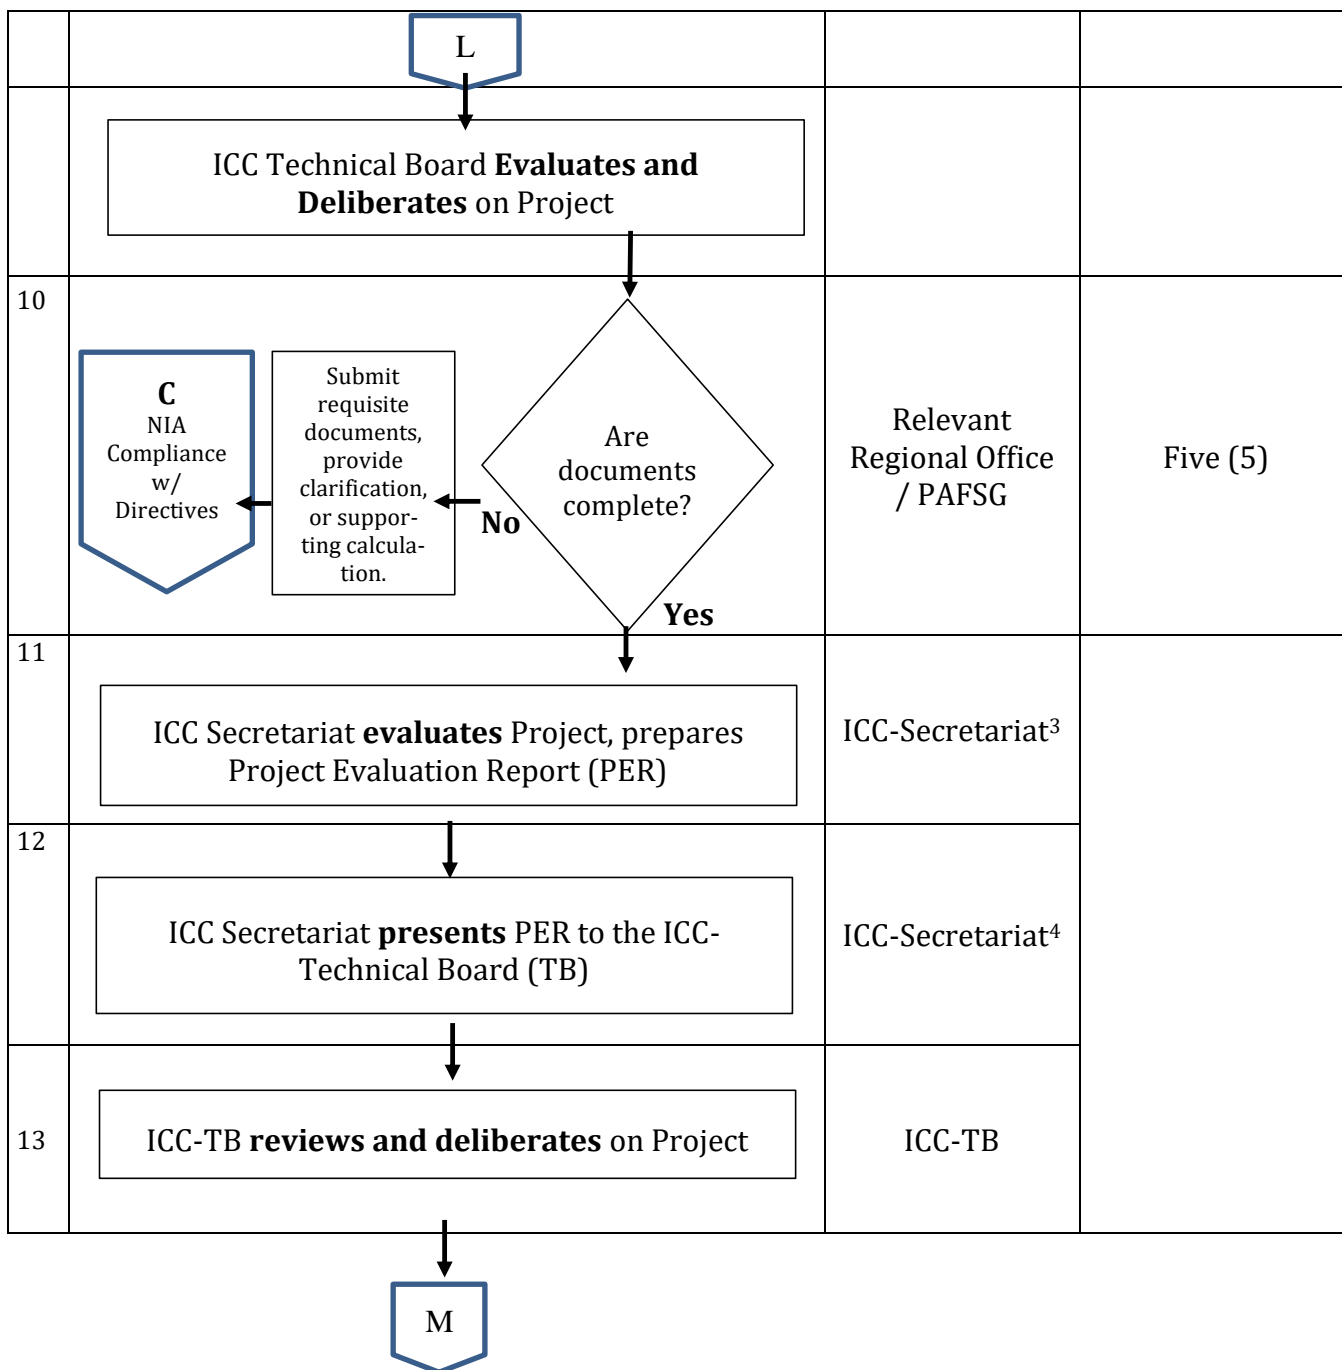 L
ICC Technical Board Evaluates and
Deliberates on Project
10
C
NIA
Compliance
w/
Directives
Submit
requisite
documents,
provide
clarification,
or suppor-
ting calcula-
tion.
No
Are
documents
complete?
Yes
Relevant
Regional Office
/ PAFSG
Five (5)
11
ICC Secretariat evaluates Project, prepares
Project Evaluation Report (PER)
ICC-Secretariat³
12
ICC Secretariat presents PER to the ICC-
Technical Board (TB)
ICC-Secretariat⁴
13
ICC-TB reviews and deliberates on Project
ICC-TB
M